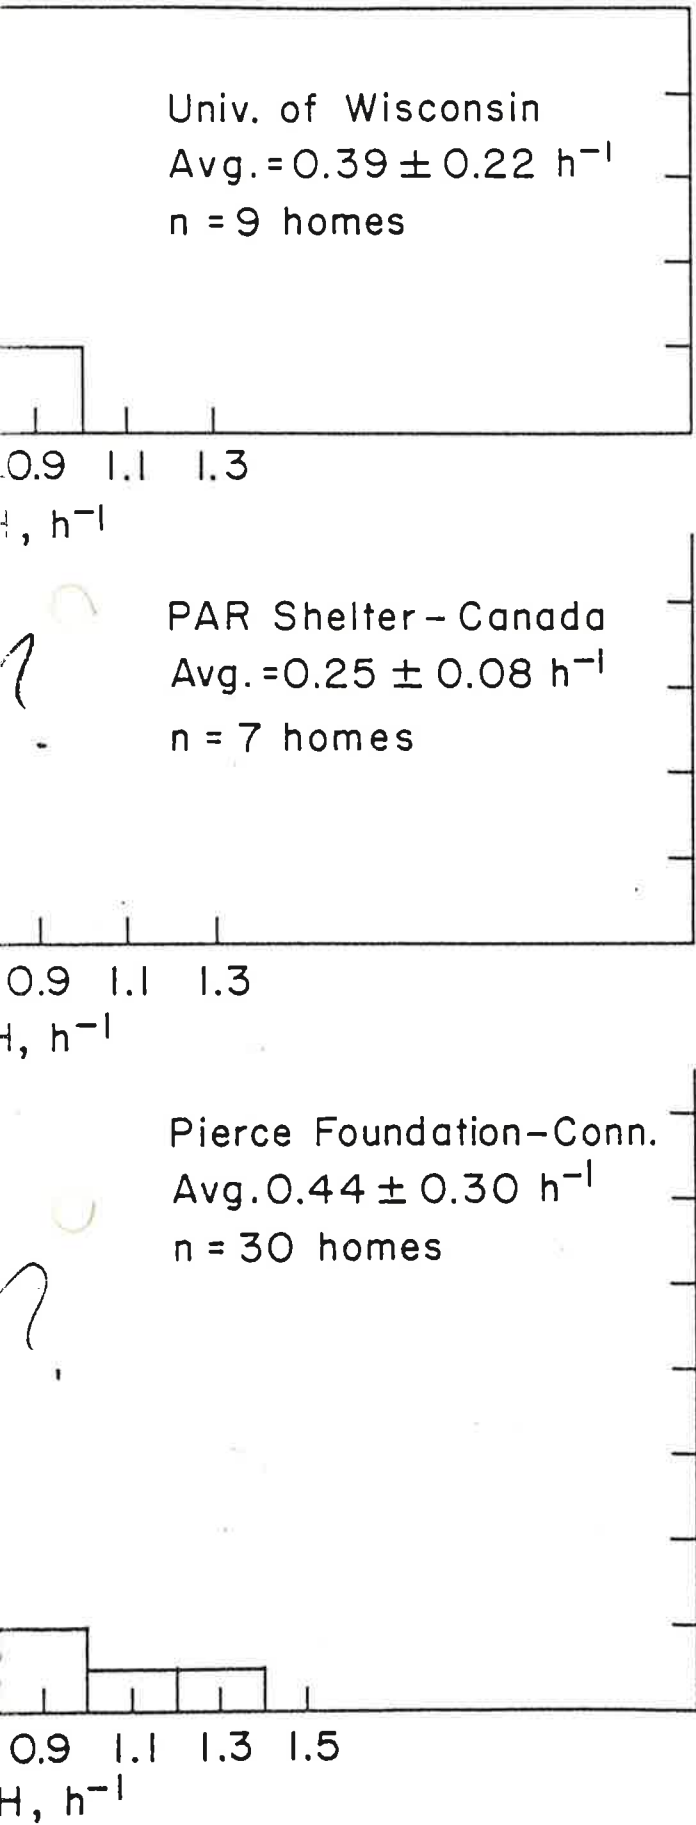 Univ. of Wisconsin
Avg.=0.39 ± 0.22 h⁻¹
n = 9 homes
0.9 1.1 1.3
H, h⁻¹
PAR Shelter-Canada
Avg.=0.25 ± 0.08 h⁻¹
n = 7 homes
0.9 1.1 1.3
H, h⁻¹
Pierce Foundation-Conn.
Avg.0.44 ± 0.30 h⁻¹
n = 30 homes
0.9 1.1 1.3 1.5
H, h⁻¹